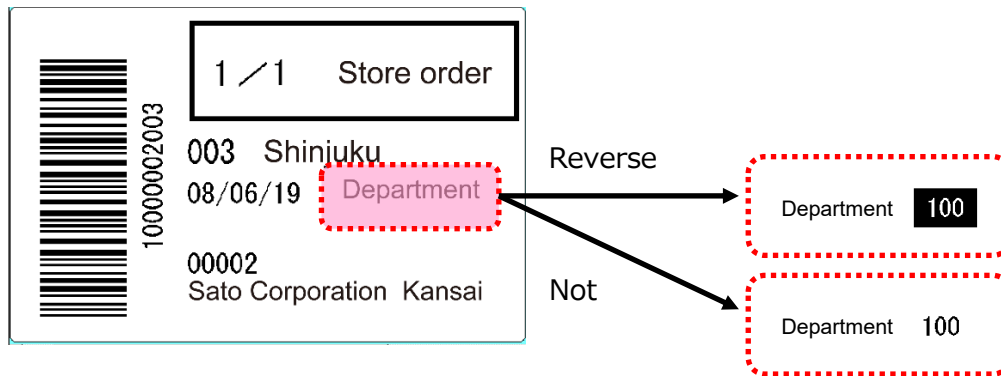 1／1 Store order
100000002003
003 Shinjuku
08/06/19 Department
00002
Sato Corporation Kansai
Reverse
Department 100
Not
Department 100